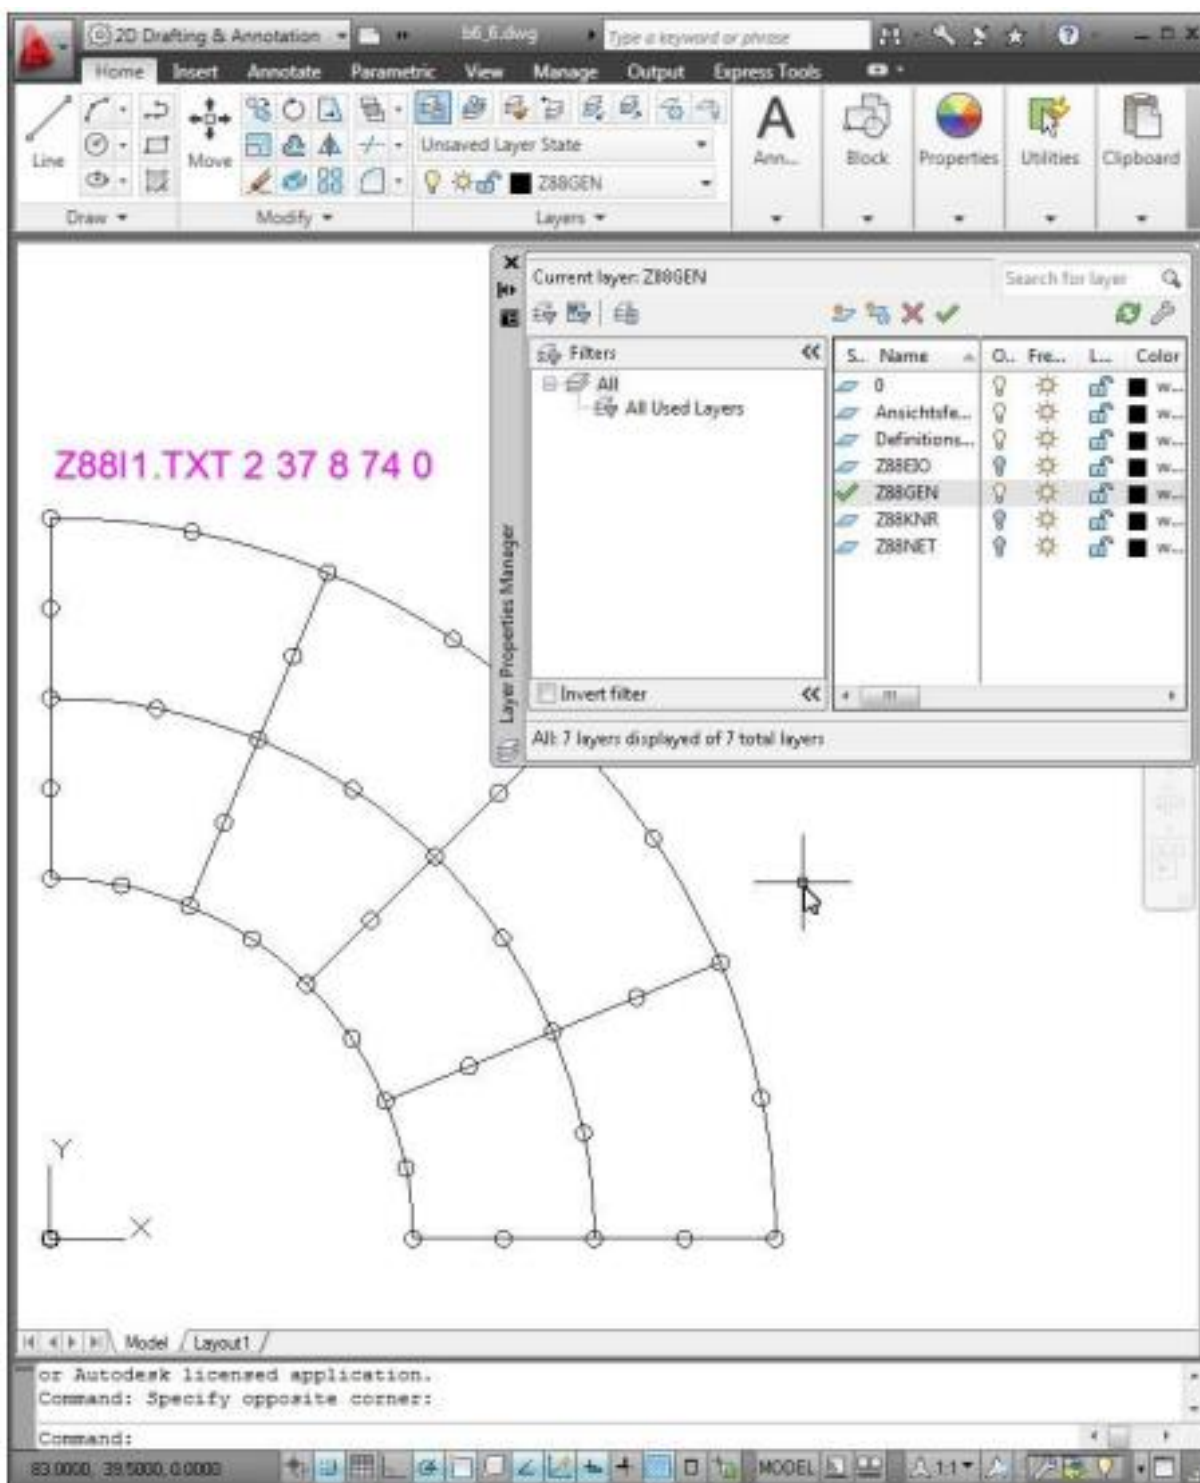 2D Drafting & Annotation b6_6.dwg Type a keyword or phrase
Home Insert Annotate Parametric View Manage Output Express Tools
Unsaved Layer State
Line Move Ann... Block Properties Utilities Clipboard
Z88GEN
Draw Modify Layers
Current layer: Z88GEN Search for layer
Filters S.. Name O.. Fre... L... Color
All 0 w...
All Used Layers Ansichtsfe... w...
Definitions... w...
Z88EIO w...
Z88GEN w...
Z88KNR w...
Z88NET w...
Z88I1.TXT 2 37 8 74 0
Layer Properties Manager
Invert filter
All: 7 layers displayed of 7 total layers
Y
X
Model Layout1
or Autodesk licensed application.
Command: Specify opposite corner:
Command:
83.0000, 39.5000, 0.0000 MODEL 1:1